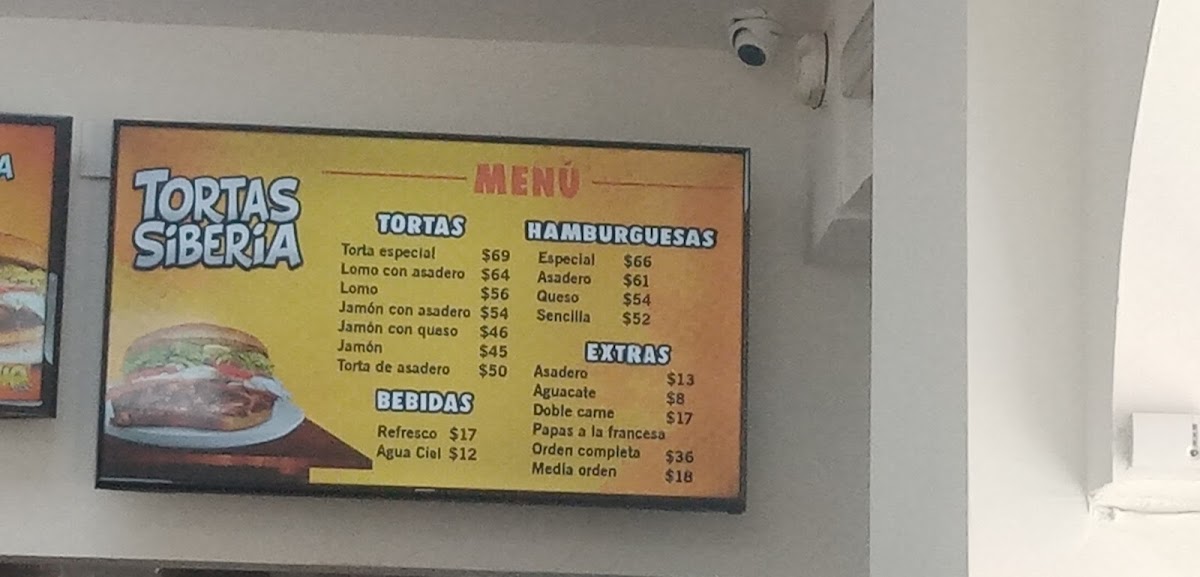 A
TORTAS
SIBERIA
MENÚ
TORTAS
Torta especial $69
Lomo con asadero $64
Lomo $56
Jamón con asadero $54
Jamón con queso $46
Jamón $45
Torta de asadero $50
BEBIDAS
Refresco $17
Agua Ciel $12
HAMBURGUESAS
Especial $66
Asadero $61
Queso $54
Sencilla $52
EXTRAS
Asadero $13
Aguacate $8
Doble carne $17
Papas a la francesa
Orden completa $36
Media orden $18